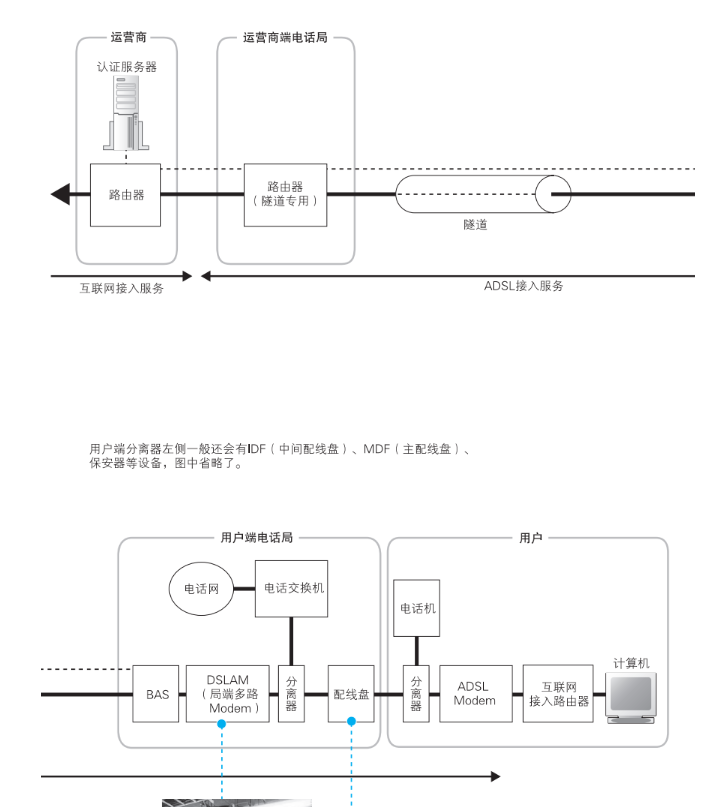 运营商
运营商端电话局
认证服务器
路由器
路由器
（隧道专用）
隧道
互联网接入服务
ADSL接入服务
用户端分离器左侧一般还会有IDF（中间配线盘）、MDF（主配线盘）、
保安器等设备，图中省略了。
用户端电话局
用户
电话网
电话交换机
电话机
计算机
BAS
DSLAM
（局端多路
Modem）
分
离
器
配线盘
分
离
器
ADSL
Modem
互联网
接入路由器